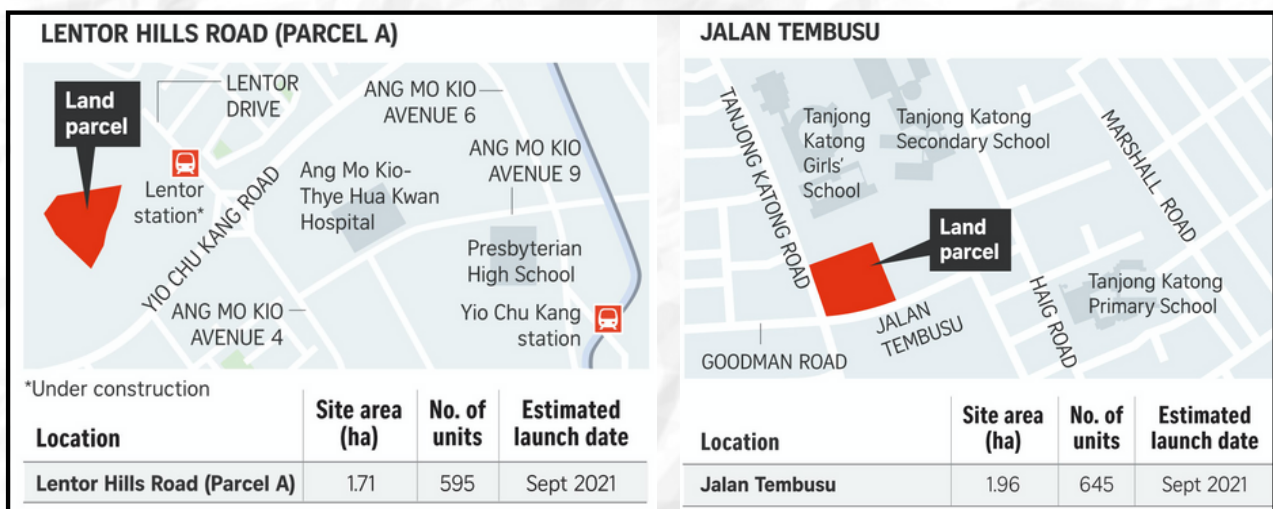 LENTOR HILLS ROAD (PARCEL A)
Land
parcel
LENTOR
DRIVE
ANG MO KIO
AVENUE 6
ANG MO KIO
AVENUE 9
Lentor
station*
Ang Mo Kio-
Thye Hua Kwan
Hospital
YIO CHU KANG ROAD
Presbyterian
High School
ANG MO KIO
AVENUE 4
Yio Chu Kang
station
*Under construction
Location
Site area
(ha)
No. of
units
Estimated
launch date
Lentor Hills Road (Parcel A) 1.71 595 Sept 2021
JALAN TEMBUSU
TANJONG KATONG ROAD
Tanjong
Katong
Girls'
School
Tanjong Katong
Secondary School
MARSHALL ROAD
Land
parcel
HAIG ROAD
Tanjong Katong
Primary School
JALAN
TEMBUSU
GOODMAN ROAD
Location
Site area
(ha)
No. of
units
Estimated
launch date
Jalan Tembusu 1.96 645 Sept 2021